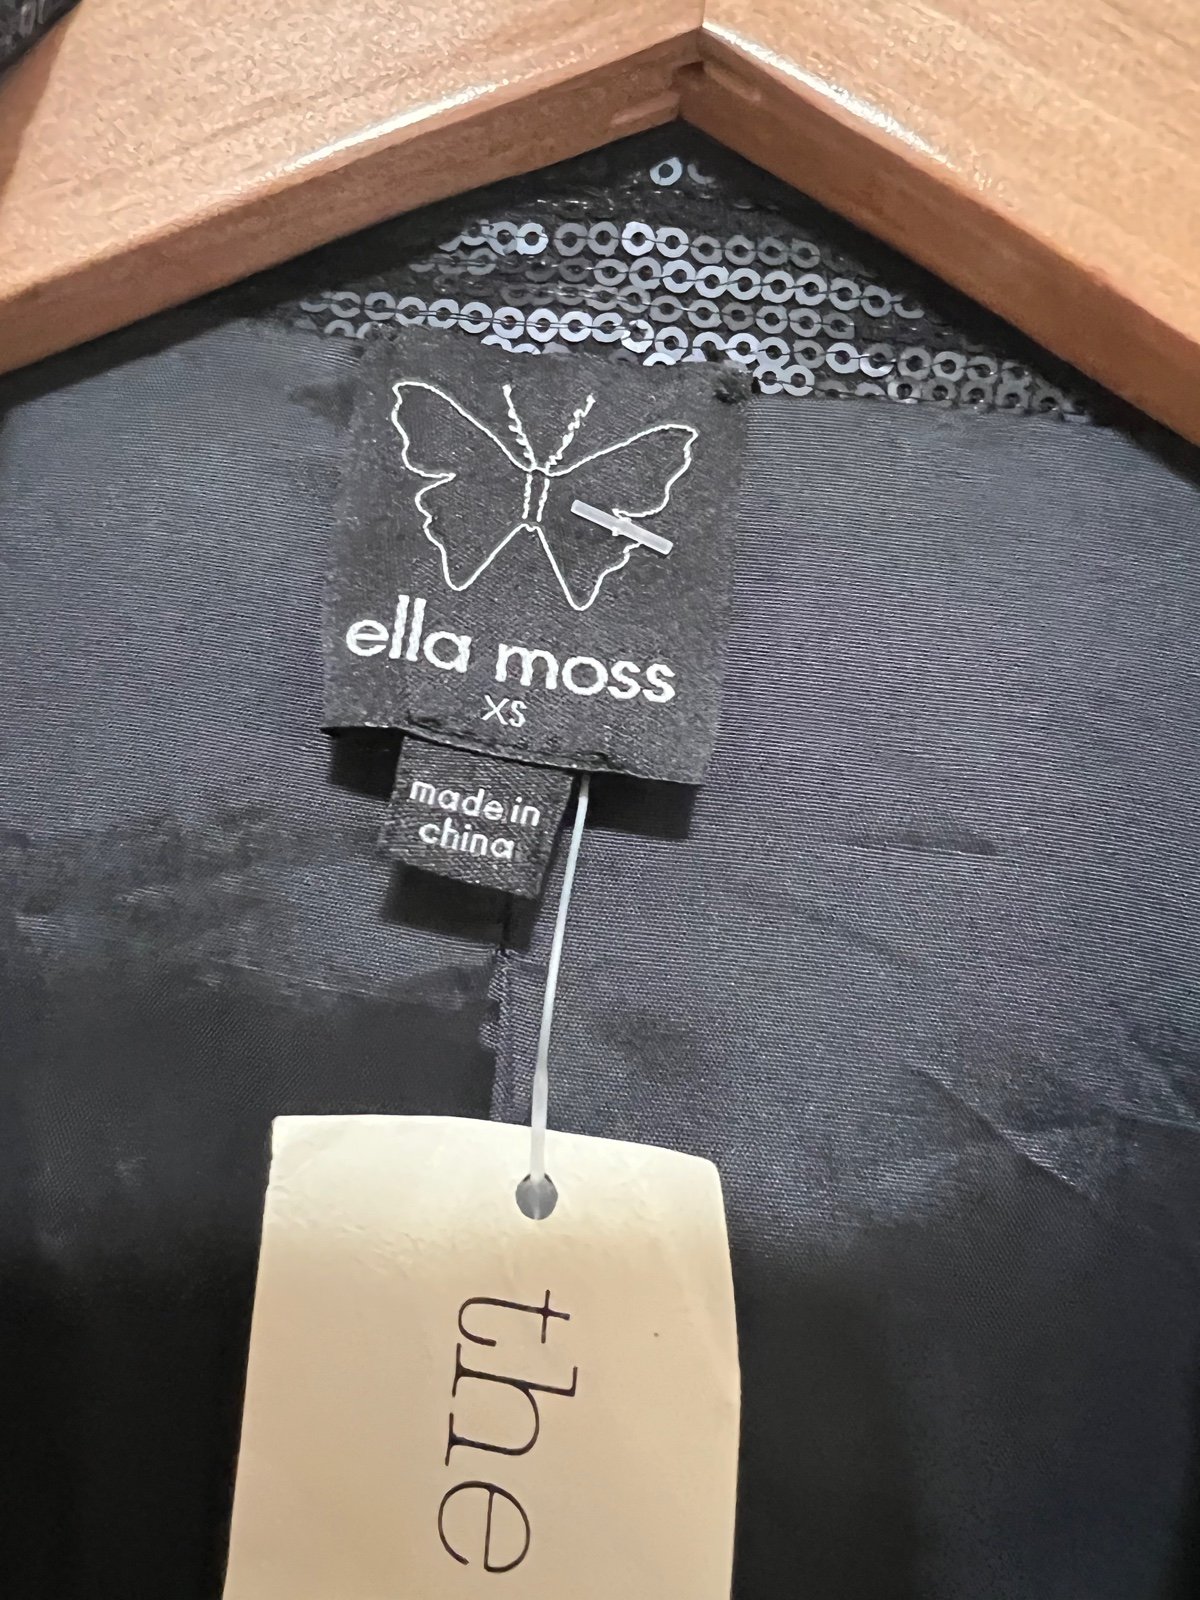 ella moss
XS
made in
china
the